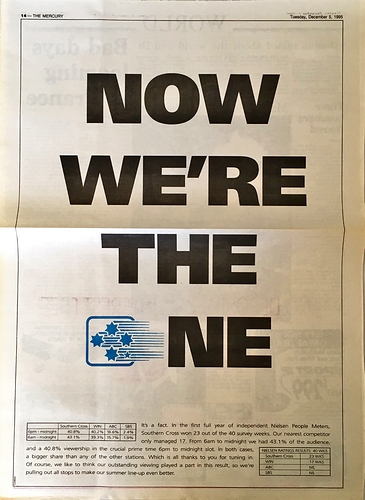 14 — THE MERCURY
Tuesday, December 5, 1995
NOW
WE'RE
THE
NE
Southern Cross WIN ABC SBS
6pm - midnight 40.8% 40.2% 16.6% 2.4%
6am - midnight 43.1% 39.3% 15.7% 1.9%
It's a fact. In the first full year of independent Nielsen People Meters,
Southern Cross won 23 out of the 40 survey weeks. Our nearest competitor
only managed 17. From 6am to midnight we had 43.1% of the audience,
and a 40.8% viewership in the crucial prime time 6pm to midnight slot. In both cases,
a bigger share than any of the other stations. Which is all thanks to you for tuning in.
Of course, we like to think our outstanding viewing played a part in this result, so we're
pulling out all stops to make our summer line-up even better.
NIELSEN RATINGS RESULTS 40 WKS
Southern Cross 23 WKS
WIN 17 WKS
ABC NIL
SBS NIL